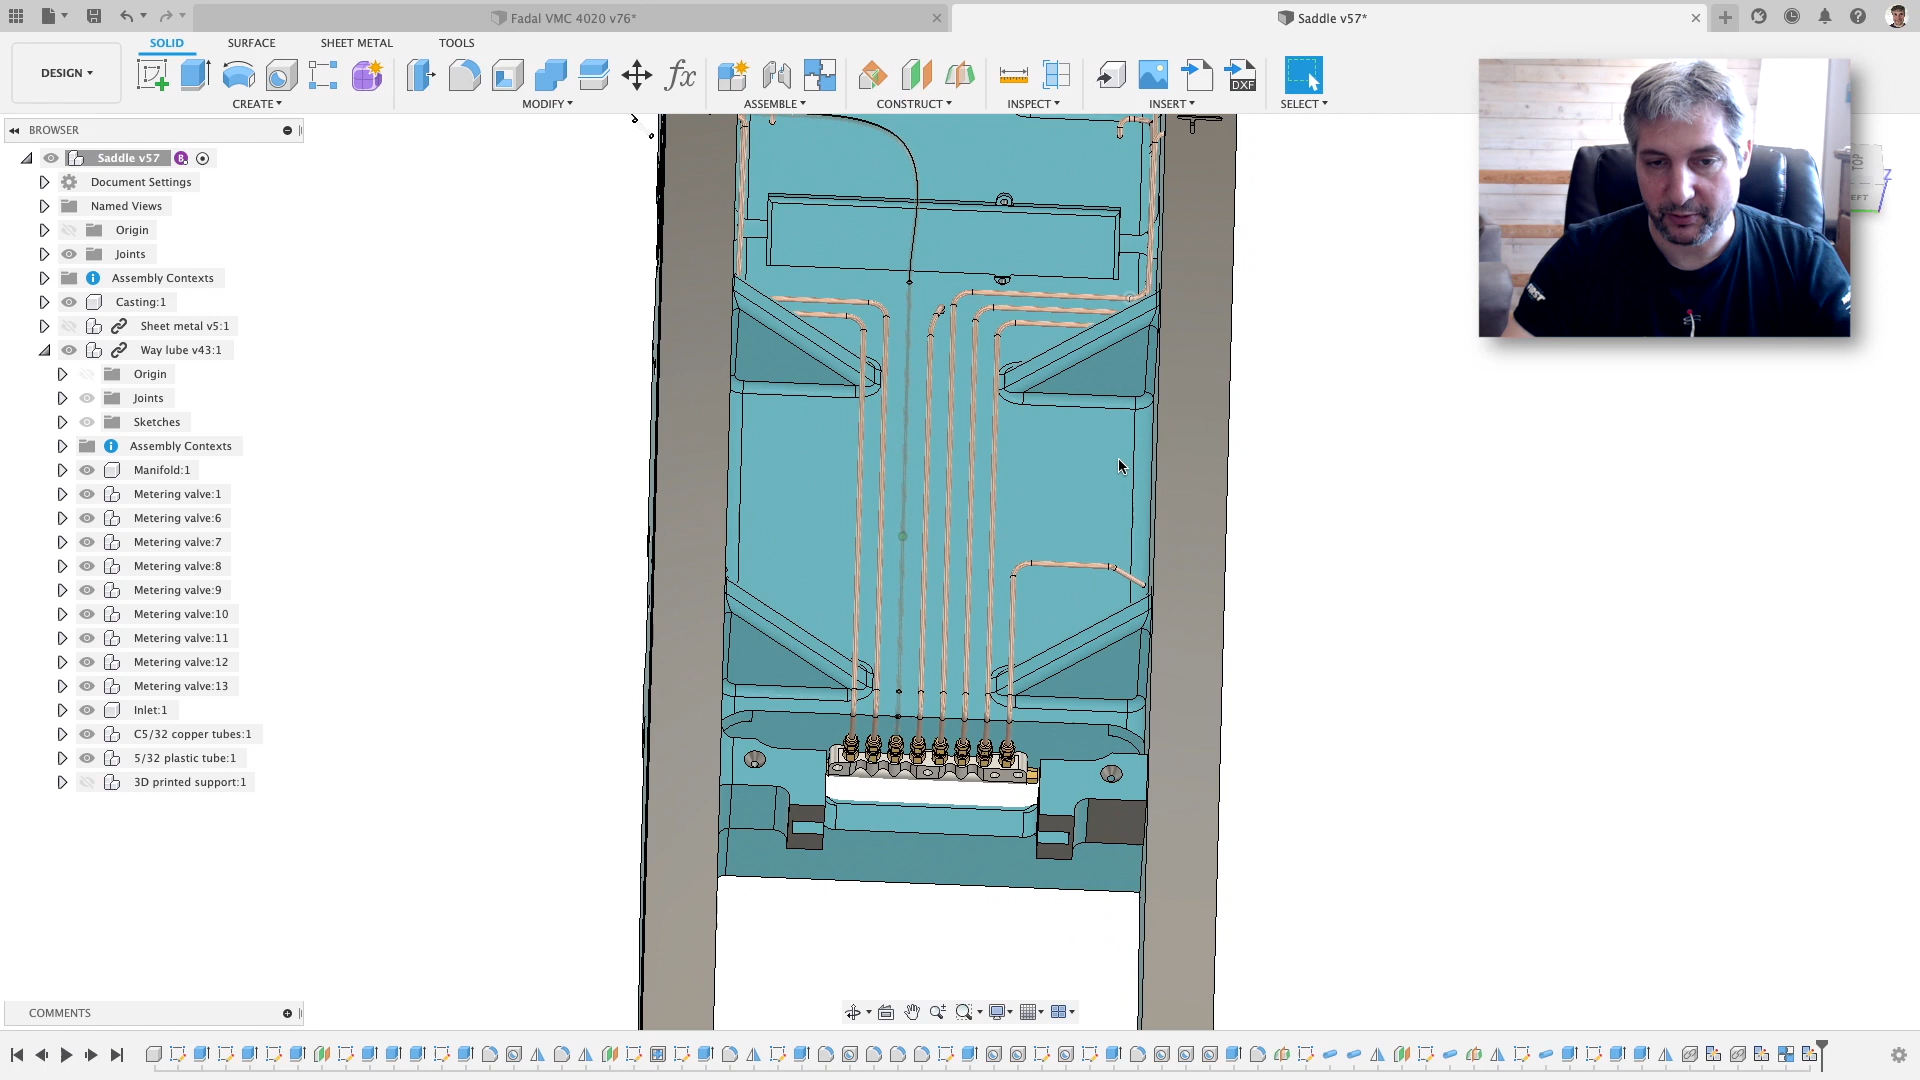 Fadal VMC 4020 v76*
Saddle v57*
DESIGN
SOLID
SURFACE
SHEET METAL
TOOLS
CREATE
MODIFY
ASSEMBLE
CONSTRUCT
INSPECT
INSERT
SELECT
fx
DXF
BROWSER
Saddle v57
Document Settings
Named Views
Origin
Joints
Assembly Contexts
Casting:1
Sheet metal v5:1
Way lube v43:1
Origin
Joints
Sketches
Assembly Contexts
Manifold:1
Metering valve:1
Metering valve:6
Metering valve:7
Metering valve:8
Metering valve:9
Metering valve:10
Metering valve:11
Metering valve:12
Metering valve:13
Inlet:1
C5/32 copper tubes:1
5/32 plastic tube:1
3D printed support:1
TOP
Z
COMMENTS